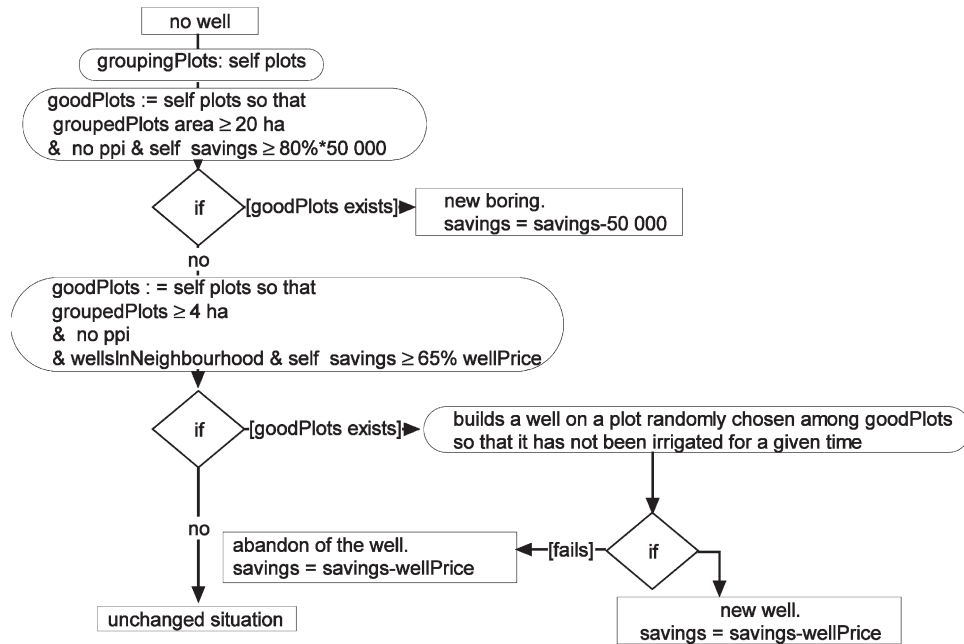 no well
groupingPlots: self plots
goodPlots := self plots so that
groupedPlots area ≥ 20 ha
& no ppi & self savings ≥ 80%*50 000
if
[goodPlots exists]
new boring.
savings = savings-50 000
no
goodPlots : = self plots so that
groupedPlots ≥ 4 ha
& no ppi
& wellsInNeighbourhood & self savings ≥ 65% wellPrice
if
[goodPlots exists]
builds a well on a plot randomly chosen among goodPlots
so that it has not been irrigated for a given time
no
abandon of the well.
savings = savings-wellPrice
[fails]
if
unchanged situation
new well.
savings = savings-wellPrice